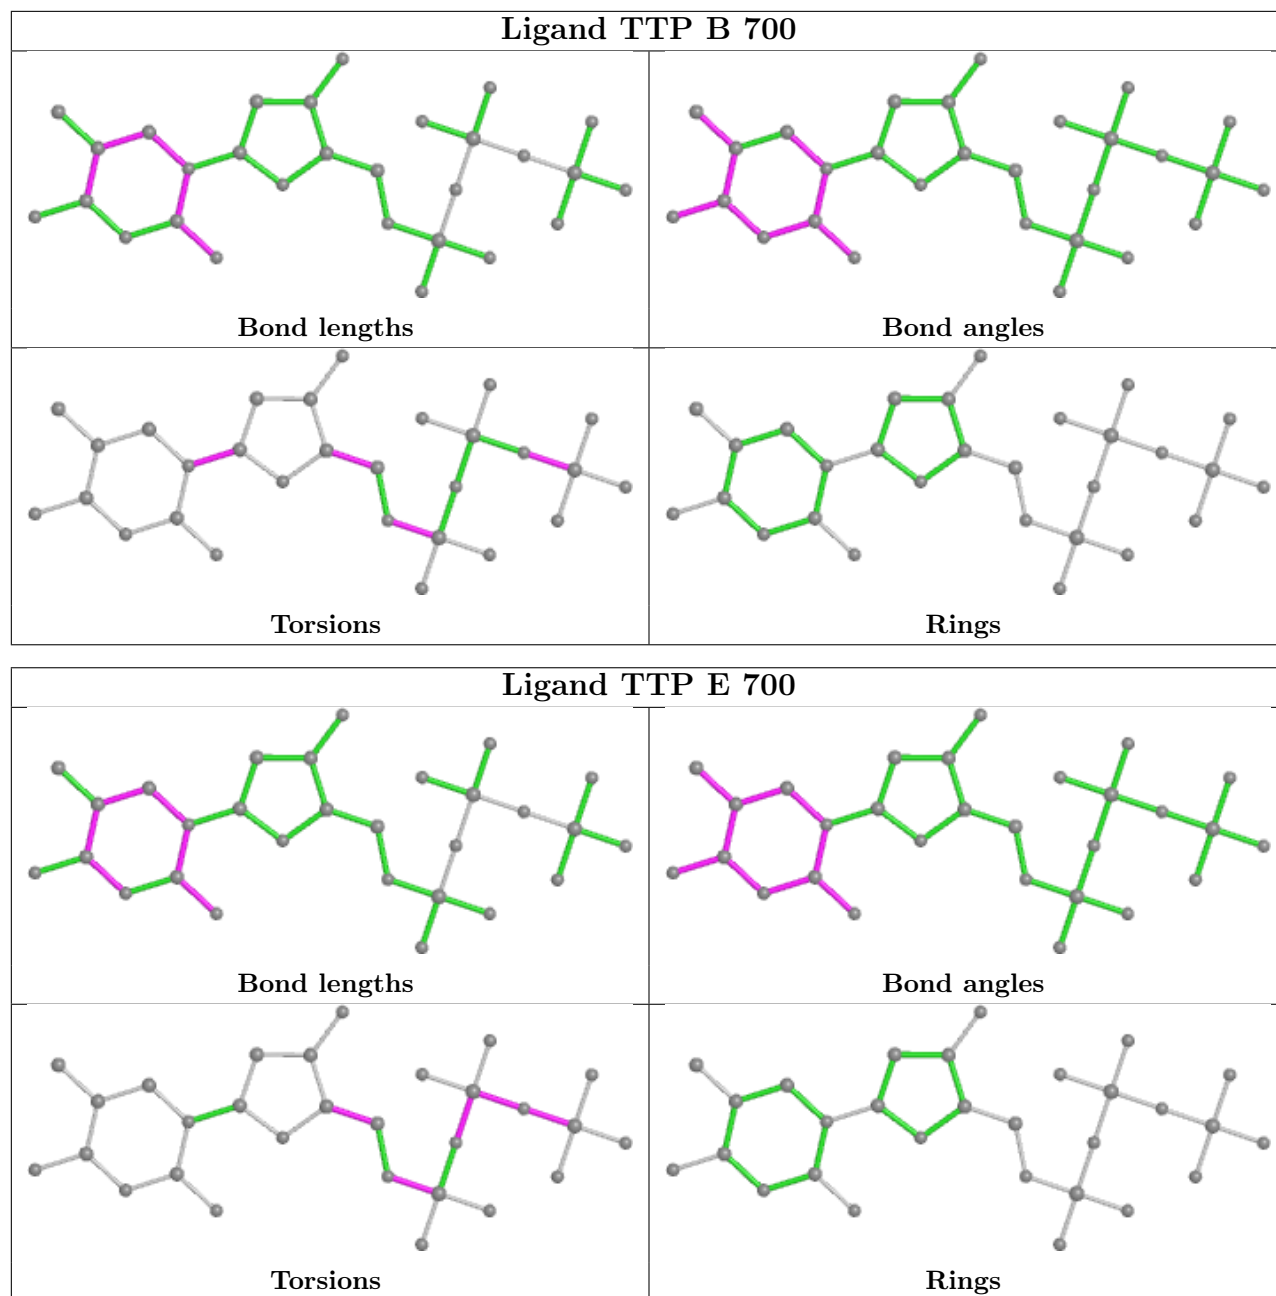 Ligand TTP B 700
Bond lengths
Bond angles
Torsions
Rings
Ligand TTP E 700
Bond lengths
Bond angles
Torsions
Rings